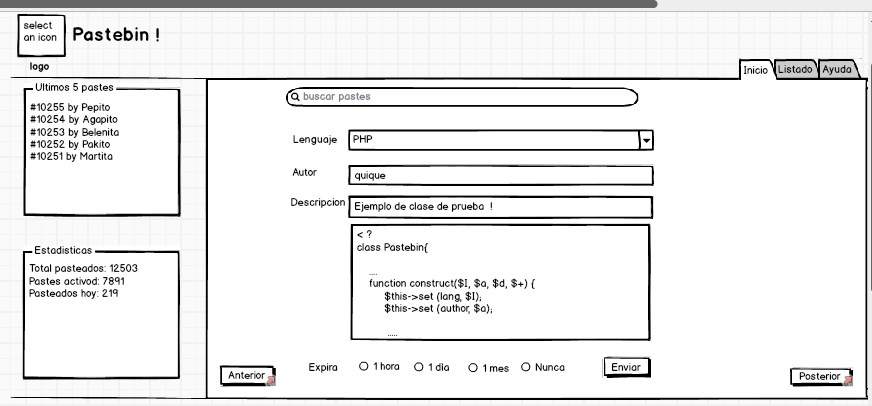 select
an icon
Pastebin !
logo
Inicio Listado Ayuda
Ultimos 5 pastes
#10255 by Pepito
#10254 by Agapito
#10253 by Belenita
#10252 by Pakito
#10251 by Martita
Estadisticas
Total pasteados: 12503
Pastes activod: 7891
Pasteados hoy: 219
buscar pastes
Lenguaje PHP
Autor quique
Descripcion Ejemplo de clase de prueba !
< ?
class Pastebin{
....
function construct($l, $a, $d, $+) {
$this->set (lang, $l);
$this->set (author, $a);
.....
Expira 1 hora 1 dia 1 mes Nunca Enviar
Anterior Posterior